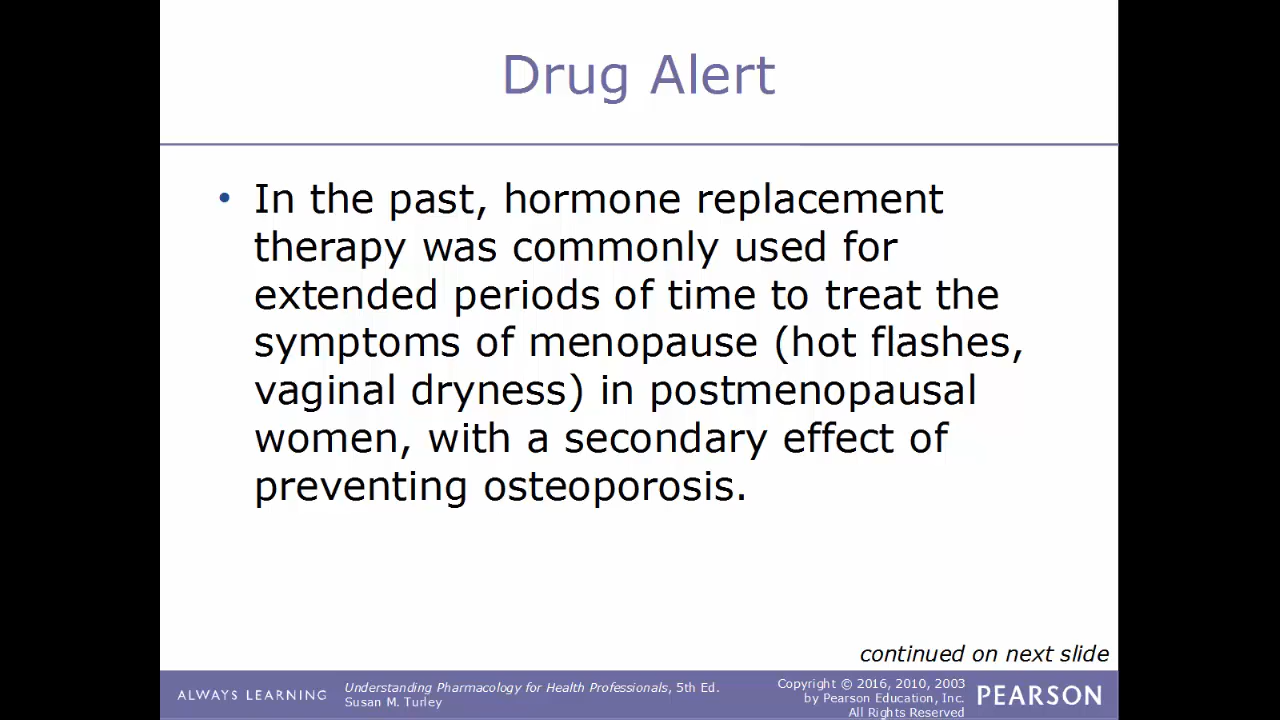 Drug Alert
• In the past, hormone replacement
therapy was commonly used for
extended periods of time to treat the
symptoms of menopause (hot flashes,
vaginal dryness) in postmenopausal
women, with a secondary effect of
preventing osteoporosis.
continued on next slide
ALWAYS LEARNING
Understanding Pharmacology for Health Professionals, 5th Ed.
Susan M. Turley
Copyright © 2016, 2010, 2003
by Pearson Education, Inc.
All Rights Reserved
PEARSON